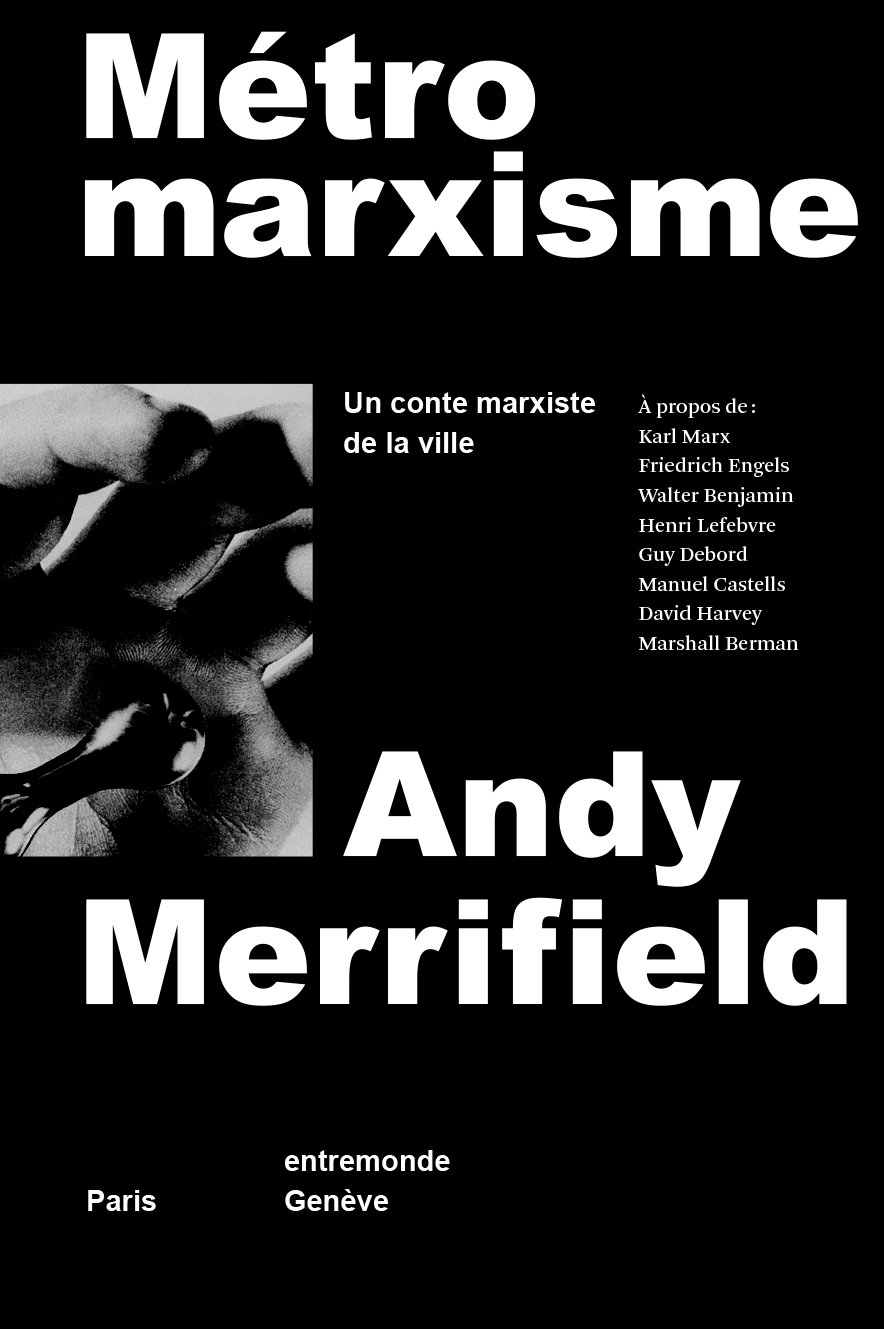 Métro
marxisme
Un conte marxiste
de la ville
À propos de :
Karl Marx
Friedrich Engels
Walter Benjamin
Henri Lefebvre
Guy Debord
Manuel Castells
David Harvey
Marshall Berman
Andy
Merrifield
entremonde
Paris Genève